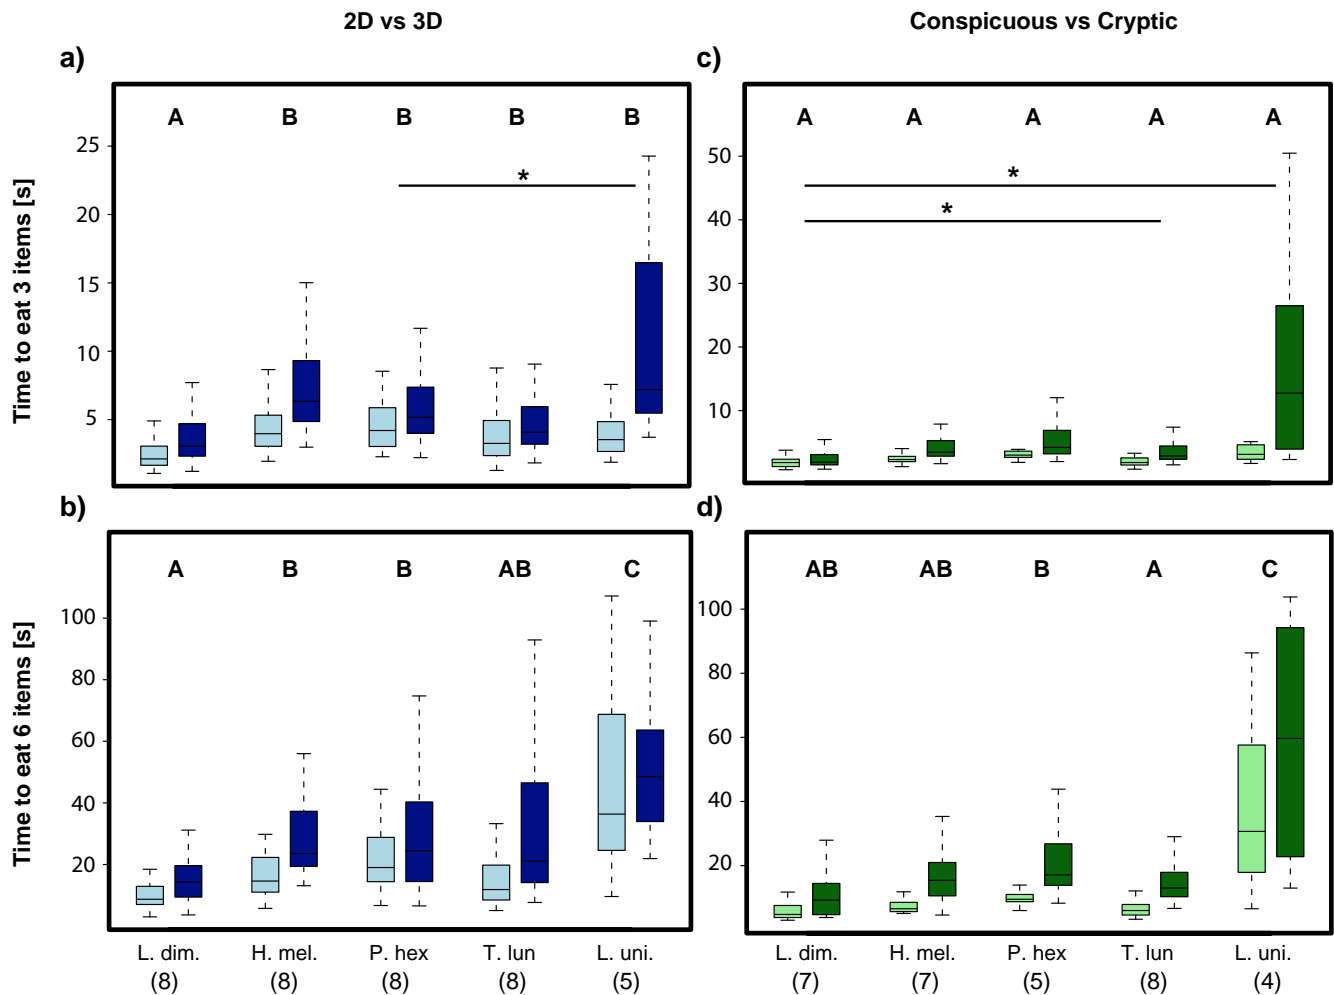 2D vs 3D
Conspicuous vs Cryptic
a)
c)
A B B B B
A A A A A
Time to eat 3 items [s]
25
20
15
10
5
*
50
40
30
20
10
*
*
b)
d)
A B B AB C
AB AB B A C
Time to eat 6 items [s]
100
80
60
40
20
100
80
60
40
20
L. dim. H. mel. P. hex T. lun L. uni.
(8) (8) (8) (8) (5)
L. dim. H. mel. P. hex T. lun L. uni.
(7) (7) (5) (8) (4)